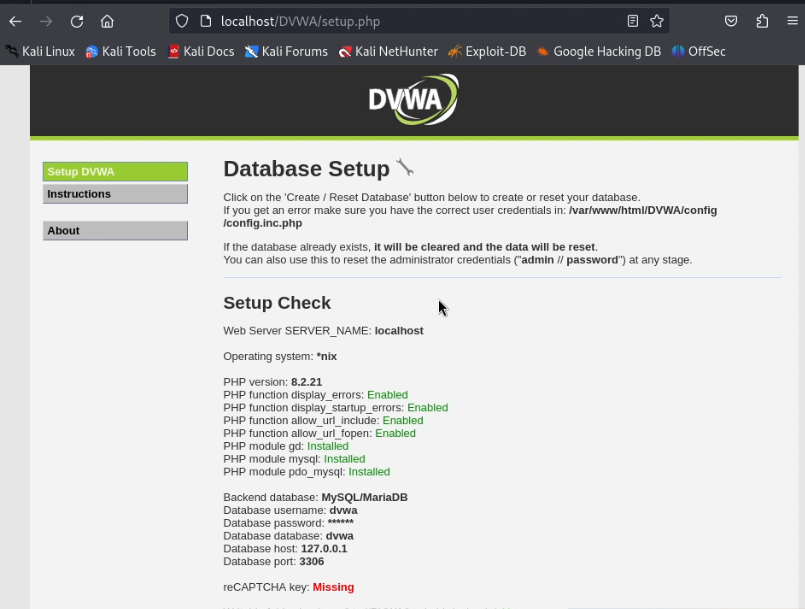 localhost/DVWA/setup.php
Kali Linux Kali Tools Kali Docs Kali Forums Kali NetHunter Exploit-DB Google Hacking DB OffSec
DVWA
Setup DVWA
Instructions
About
Database Setup
Click on the 'Create / Reset Database' button below to create or reset your database.
If you get an error make sure you have the correct user credentials in: /var/www/html/DVWA/config
/config.inc.php
If the database already exists, it will be cleared and the data will be reset.
You can also use this to reset the administrator credentials ("admin // password") at any stage.
Setup Check
Web Server SERVER_NAME: localhost
Operating system: *nix
PHP version: 8.2.21
PHP function display_errors: Enabled
PHP function display_startup_errors: Enabled
PHP function allow_url_include: Enabled
PHP function allow_url_fopen: Enabled
PHP module gd: Installed
PHP module mysql: Installed
PHP module pdo_mysql: Installed
Backend database: MySQL/MariaDB
Database username: dvwa
Database password: ******
Database database: dvwa
Database host: 127.0.0.1
Database port: 3306
reCAPTCHA key: Missing